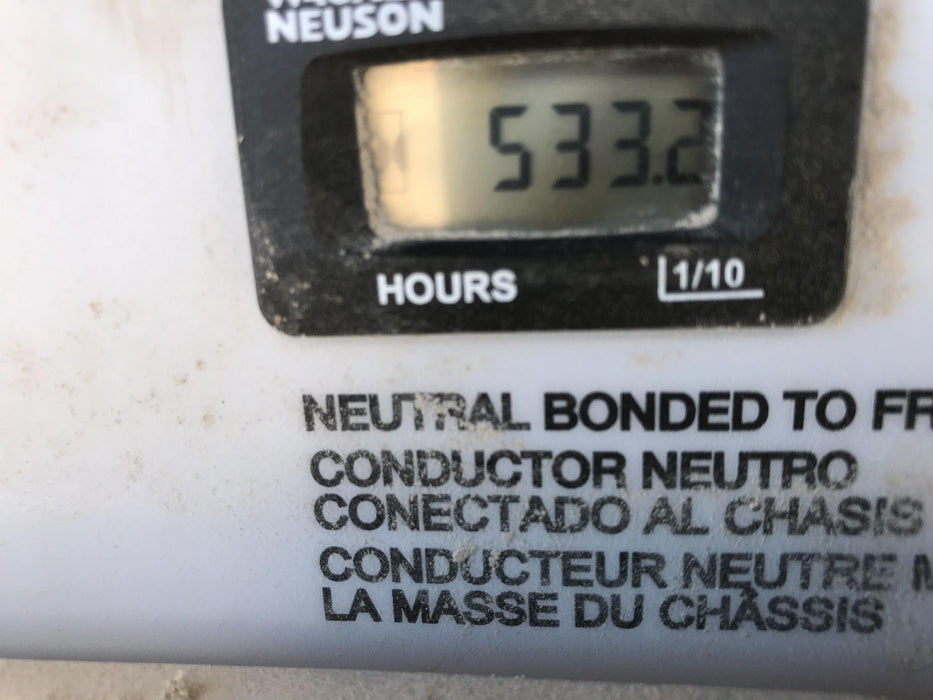 NEUSON
533.2
HOURS 1/10
NEUTRAL BONDED TO
CONDUCTOR NEUTRO
CONECTADO AL CHASIS
CONDUCTEUR NEUTRE
LA MASSE DU CHÂSSIS